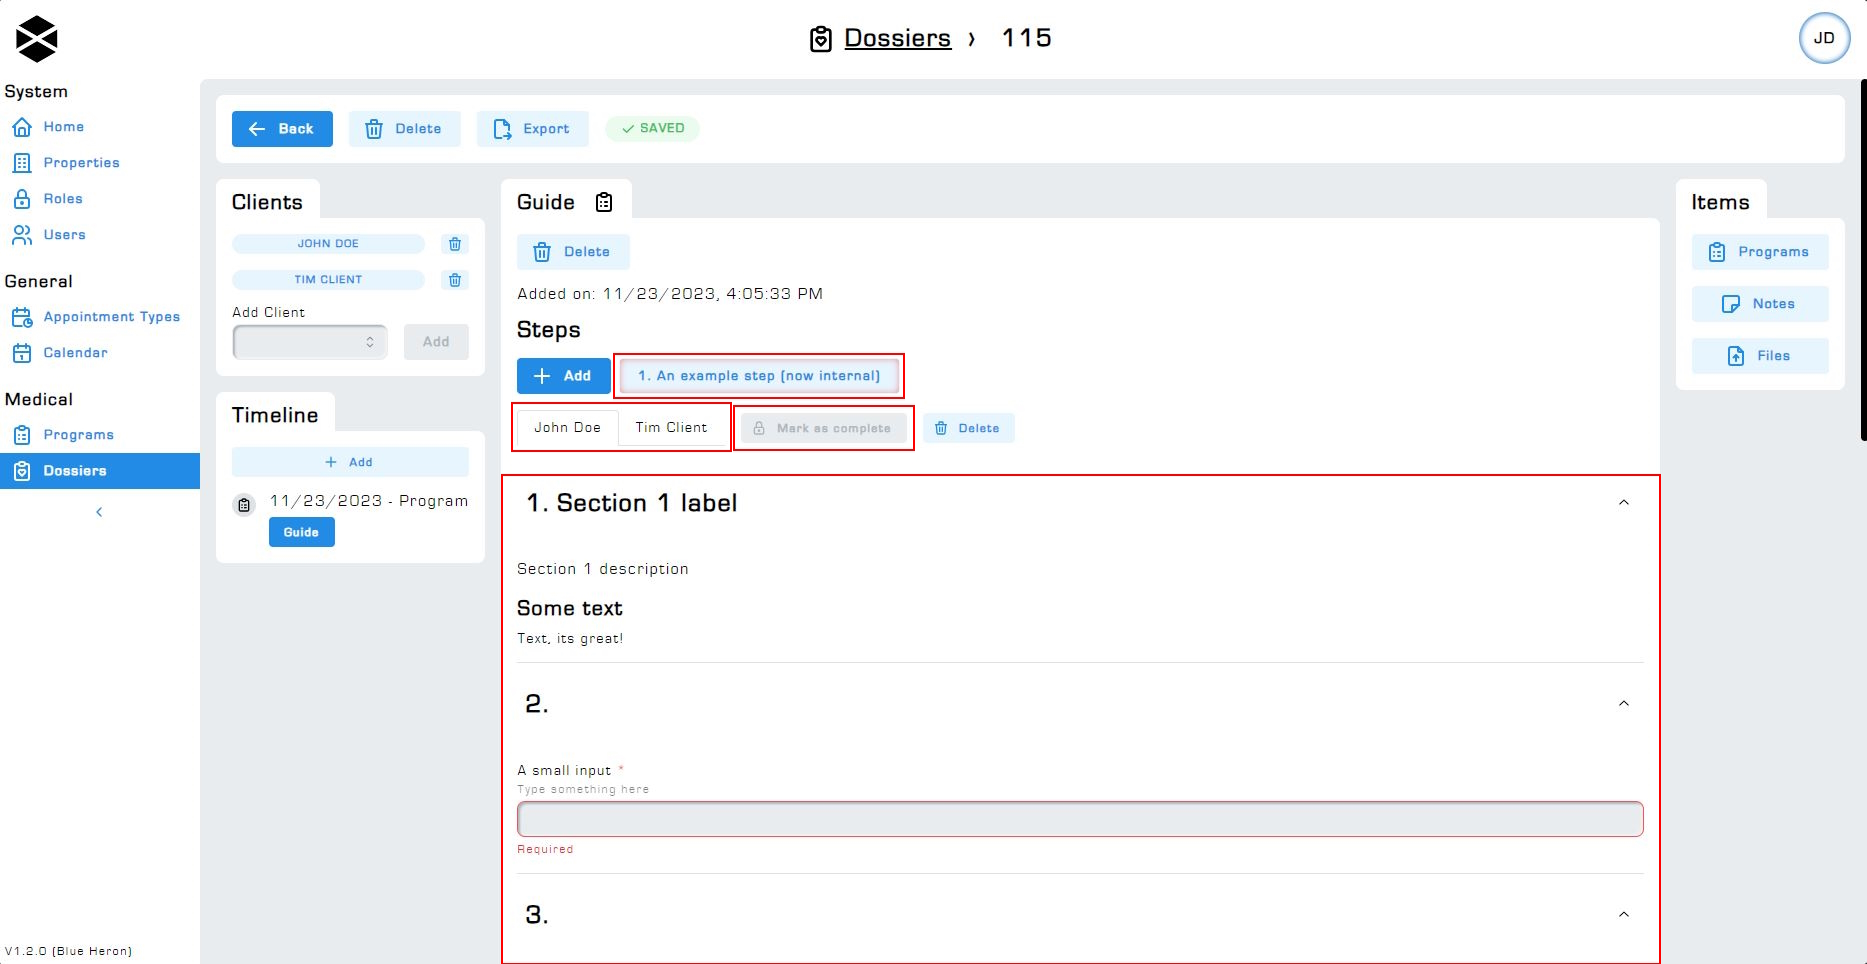 Dossiers › 115
JD
System
Home
Properties
Roles
Users
General
Appointment Types
Calendar
Medical
Programs
Dossiers
V1.2.0 (Blue Heron)
Back
Delete
Export
SAVED
Clients
JOHN DOE
TIM CLIENT
Add Client
Add
Timeline
+ Add
11/23/2023 - Program
Guide
Guide
Delete
Added on: 11/23/2023, 4:05:33 PM
Steps
+ Add
1. An example step (now internal)
John Doe
Tim Client
Mark as complete
Delete
1. Section 1 label
Section 1 description
Some text
Text, its great!
2.
A small input *
Type something here
Required
3.
Items
Programs
Notes
Files